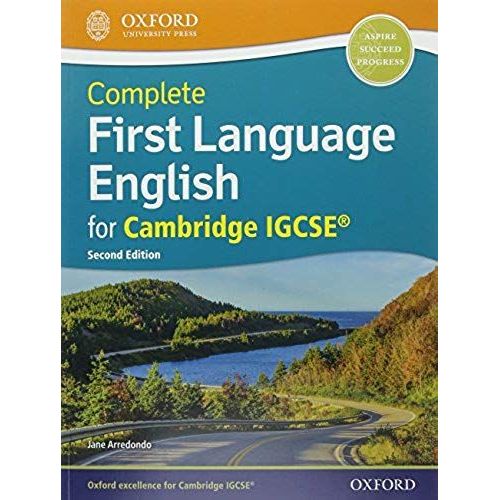 OXFORD
UNIVERSITY PRESS
ASPIRE
SUCCEED
PROGRESS
Complete
First Language
English
for Cambridge IGCSE®
Second Edition
Jane Arredondo
Oxford excellence for Cambridge IGCSE®
OXFORD